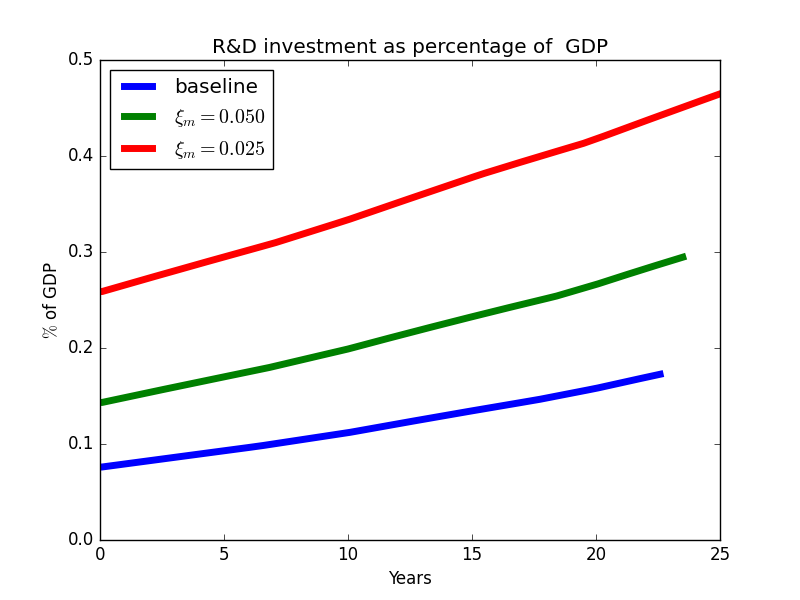 R&D investment as percentage of  GDP
baseline
ξm = 0.050
ξm = 0.025
% of GDP
0.5
0.4
0.3
0.2
0.1
0.0
0 5 10 15 20 25
Years